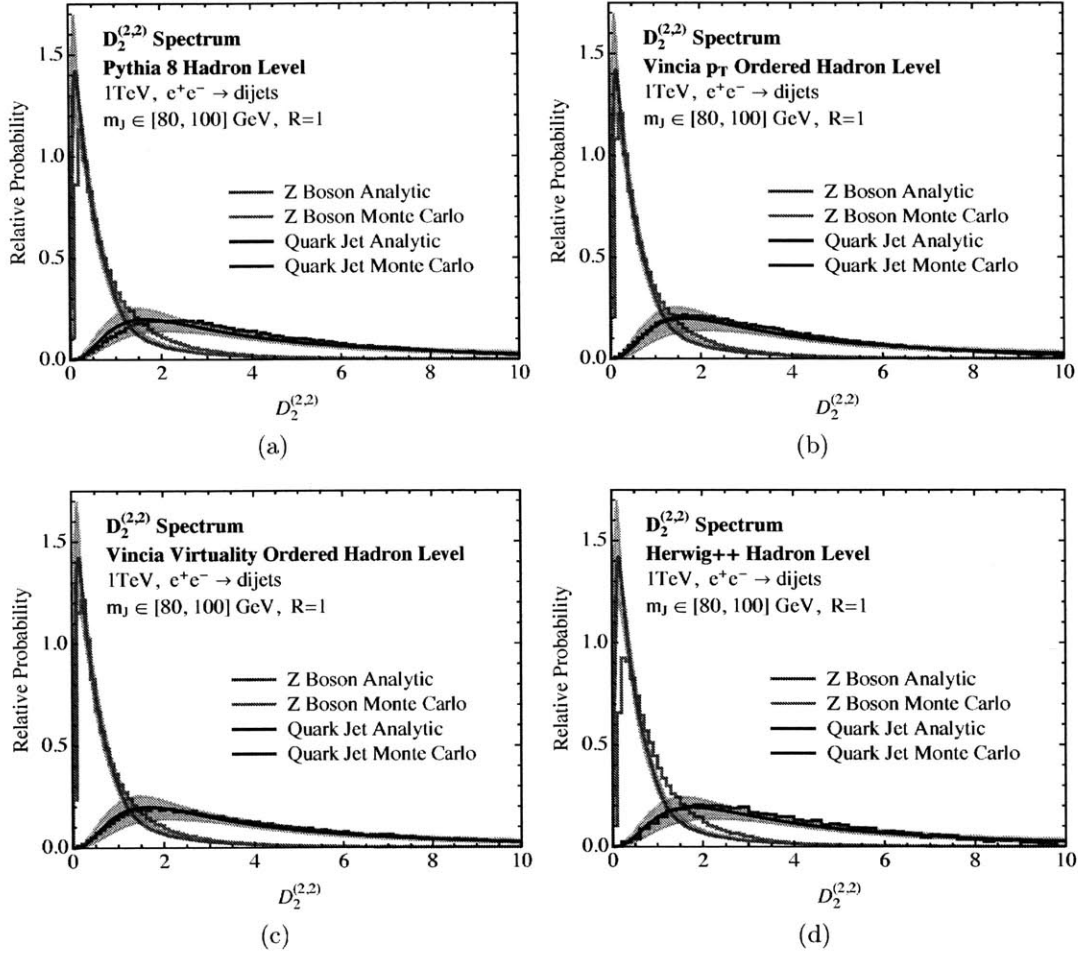 D₂^(2,2) Spectrum
Pythia 8 Hadron Level
1TeV, e⁺e⁻ → dijets
m_J ∈ [80, 100] GeV, R=1
Z Boson Analytic
Z Boson Monte Carlo
Quark Jet Analytic
Quark Jet Monte Carlo
Relative Probability
1.5
1.0
0.5
0.0
0 2 4 6 8 10
D₂^(2,2)
(a)
D₂^(2,2) Spectrum
Vincia p_T Ordered Hadron Level
1TeV, e⁺e⁻ → dijets
m_J ∈ [80, 100] GeV, R=1
Z Boson Analytic
Z Boson Monte Carlo
Quark Jet Analytic
Quark Jet Monte Carlo
Relative Probability
1.5
1.0
0.5
0.0
0 2 4 6 8 10
D₂^(2,2)
(b)
D₂^(2,2) Spectrum
Vincia Virtuality Ordered Hadron Level
1TeV, e⁺e⁻ → dijets
m_J ∈ [80, 100] GeV, R=1
Z Boson Analytic
Z Boson Monte Carlo
Quark Jet Analytic
Quark Jet Monte Carlo
Relative Probability
1.5
1.0
0.5
0.0
0 2 4 6 8 10
D₂^(2,2)
(c)
D₂^(2,2) Spectrum
Herwig++ Hadron Level
1TeV, e⁺e⁻ → dijets
m_J ∈ [80, 100] GeV, R=1
Z Boson Analytic
Z Boson Monte Carlo
Quark Jet Analytic
Quark Jet Monte Carlo
Relative Probability
1.5
1.0
0.5
0.0
0 2 4 6 8 10
D₂^(2,2)
(d)